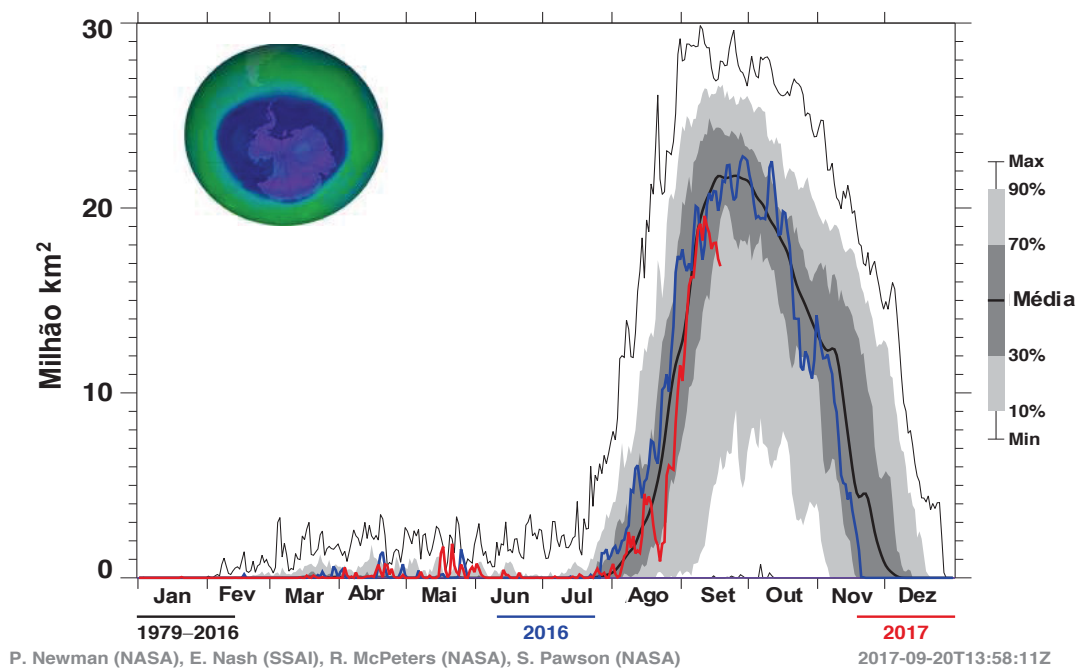 30
20
10
0
Milhão km²
Max
90%
70%
Média
30%
10%
Min
Jan Fev Mar Abr Mai Jun Jul Ago Set Out Nov Dez
1979–2016 2016 2017
P. Newman (NASA), E. Nash (SSAI), R. McPeters (NASA), S. Pawson (NASA) 2017-09-20T13:58:11Z